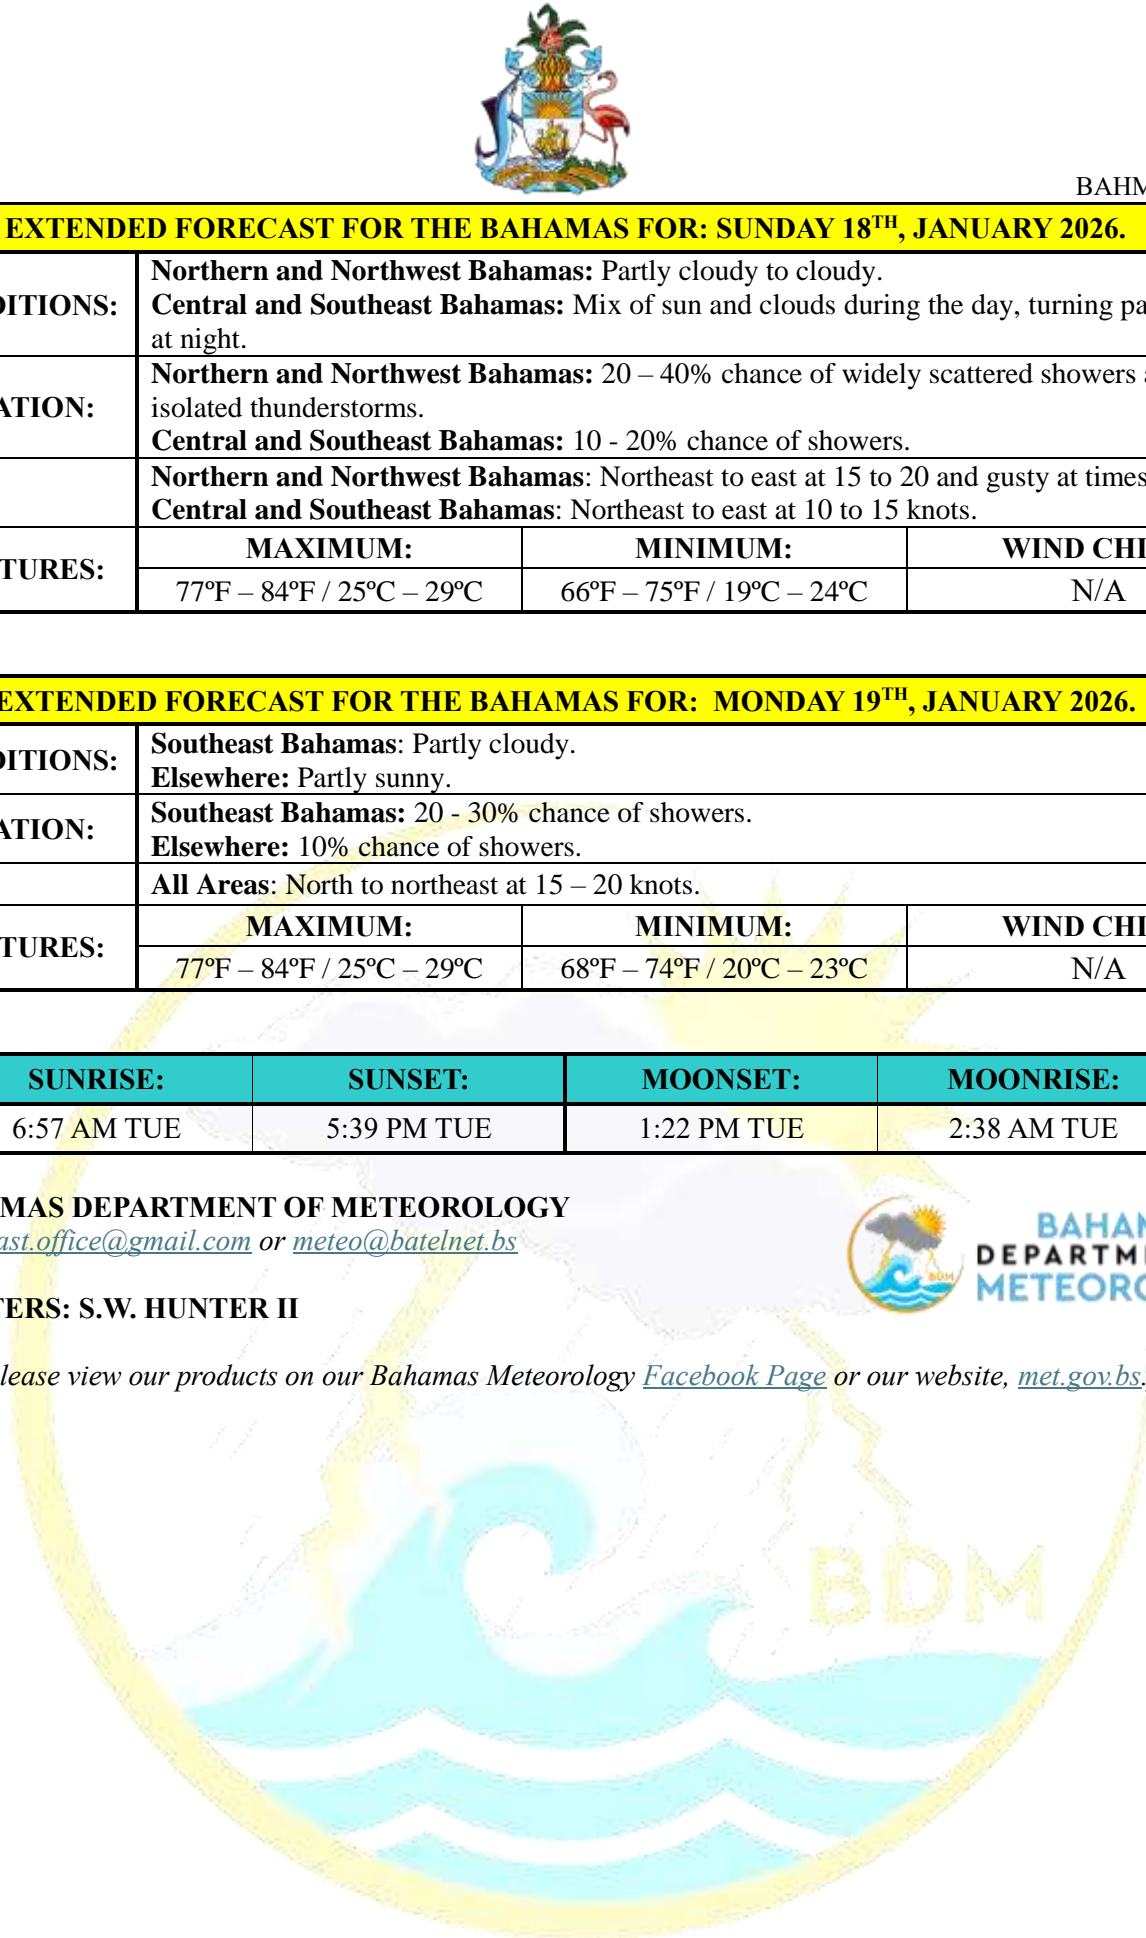 BAHM
EXTENDED FORECAST FOR THE BAHAMAS FOR: SUNDAY 18TH, JANUARY 2026.
DITIONS:
Northern and Northwest Bahamas: Partly cloudy to cloudy.
Central and Southeast Bahamas: Mix of sun and clouds during the day, turning pa
at night.
ATION:
Northern and Northwest Bahamas: 20 – 40% chance of widely scattered showers a
isolated thunderstorms.
Central and Southeast Bahamas: 10 - 20% chance of showers.
Northern and Northwest Bahamas: Northeast to east at 15 to 20 and gusty at times
Central and Southeast Bahamas: Northeast to east at 10 to 15 knots.
TURES:
MAXIMUM: MINIMUM: WIND CHI
77ºF – 84ºF / 25ºC – 29ºC 66ºF – 75ºF / 19ºC – 24ºC N/A
EXTENDED FORECAST FOR THE BAHAMAS FOR: MONDAY 19TH, JANUARY 2026.
DITIONS:
Southeast Bahamas: Partly cloudy.
Elsewhere: Partly sunny.
ATION:
Southeast Bahamas: 20 - 30% chance of showers.
Elsewhere: 10% chance of showers.
All Areas: North to northeast at 15 – 20 knots.
TURES:
MAXIMUM: MINIMUM: WIND CHI
77ºF – 84ºF / 25ºC – 29ºC 68ºF – 74ºF / 20ºC – 23ºC N/A
SUNRISE: SUNSET: MOONSET: MOONRISE:
6:57 AM TUE 5:39 PM TUE 1:22 PM TUE 2:38 AM TUE
MAS DEPARTMENT OF METEOROLOGY
ast.office@gmail.com or meteo@batelnet.bs
TERS: S.W. HUNTER II
BDM
BAHAM
DEPARTME
METEORO
lease view our products on our Bahamas Meteorology Facebook Page or our website, met.gov.bs.
BDM